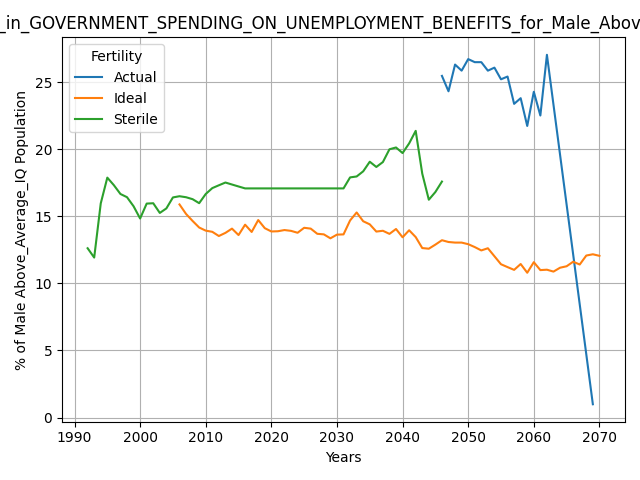 _in_GOVERNMENT_SPENDING_ON_UNEMPLOYMENT_BENEFITS_for_Male_Abov
Fertility
Actual
Ideal
Sterile
% of Male Above_Average_IQ Population
25
20
15
10
5
0
1990 2000 2010 2020 2030 2040 2050 2060 2070
Years